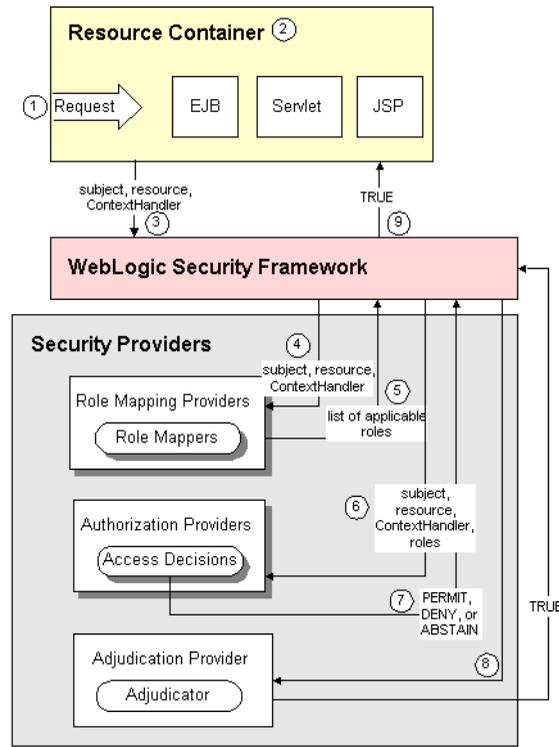 Resource Container 2
1 Request
EJB
Servlet
JSP
subject, resource,
ContextHandler
3
TRUE
9
WebLogic Security Framework
Security Providers
4
subject, resource,
ContextHandler
Role Mapping Providers
Role Mappers
5
list of applicable
roles
6
subject,
resource,
ContextHandler,
roles
Authorization Providers
Access Decisions
7
PERMIT,
DENY, or
ABSTAIN
TRUE
8
Adjudication Provider
Adjudicator